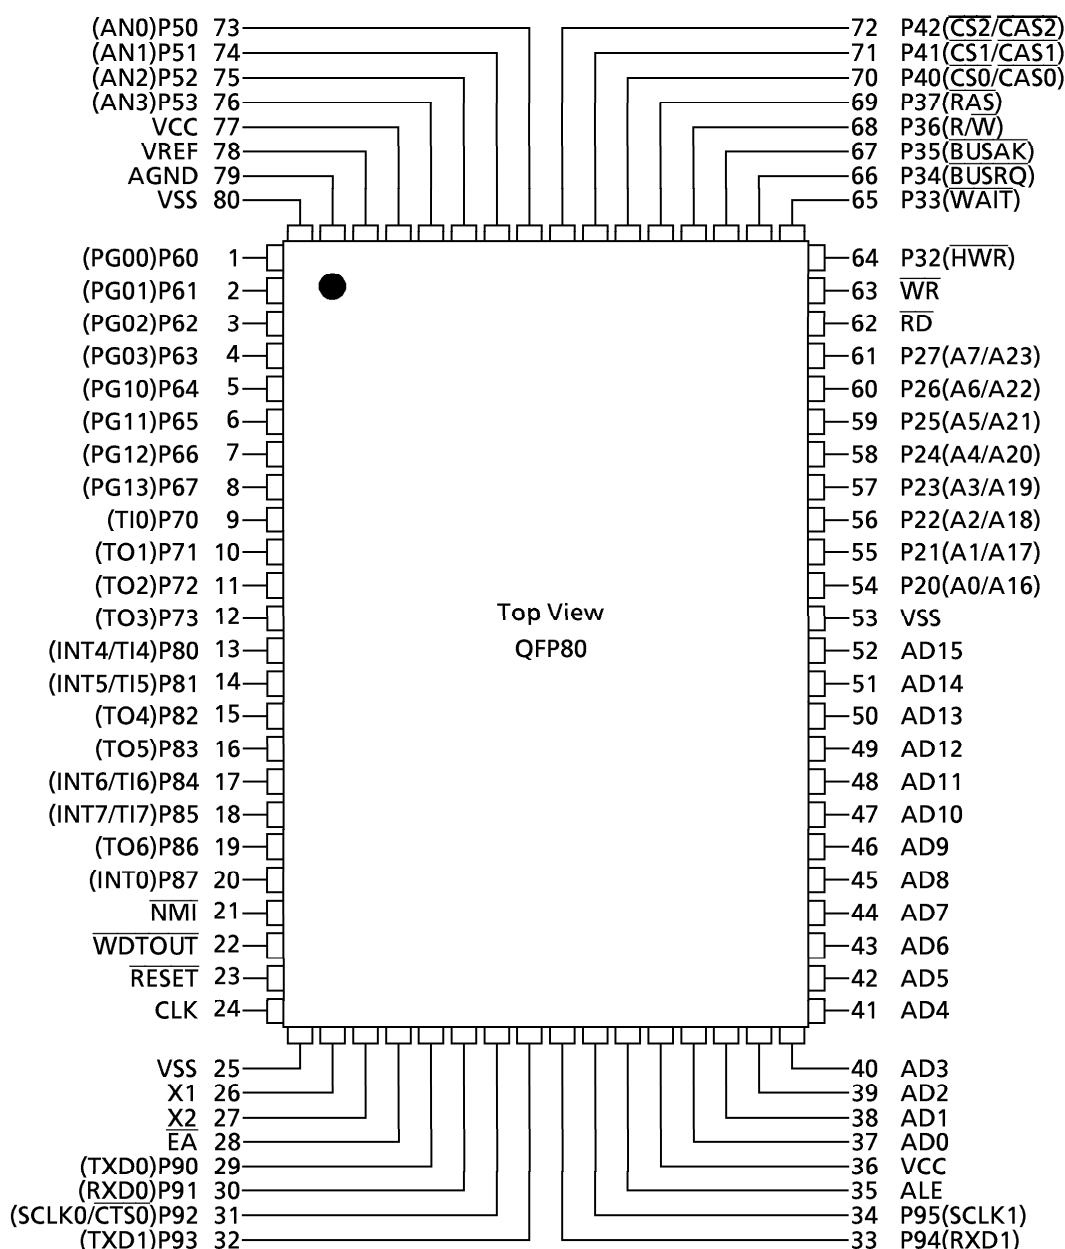 (AN0)P50 73
(AN1)P51 74
(AN2)P52 75
(AN3)P53 76
VCC 77
VREF 78
AGND 79
VSS 80
72 P42(CS2/CAS2)
71 P41(CS1/CAS1)
70 P40(CS0/CAS0)
69 P37(RAS)
68 P36(R/W)
67 P35(BUSAK)
66 P34(BUSRQ)
65 P33(WAIT)
(PG00)P60 1
(PG01)P61 2
(PG02)P62 3
(PG03)P63 4
(PG10)P64 5
(PG11)P65 6
(PG12)P66 7
(PG13)P67 8
(TI0)P70 9
(TO1)P71 10
(TO2)P72 11
(TO3)P73 12
(INT4/TI4)P80 13
(INT5/TI5)P81 14
(TO4)P82 15
(TO5)P83 16
(INT6/TI6)P84 17
(INT7/TI7)P85 18
(TO6)P86 19
(INT0)P87 20
NMI 21
WDTOUT 22
RESET 23
CLK 24
Top View
QFP80
64 P32(HWR)
63 WR
62 RD
61 P27(A7/A23)
60 P26(A6/A22)
59 P25(A5/A21)
58 P24(A4/A20)
57 P23(A3/A19)
56 P22(A2/A18)
55 P21(A1/A17)
54 P20(A0/A16)
53 VSS
52 AD15
51 AD14
50 AD13
49 AD12
48 AD11
47 AD10
46 AD9
45 AD8
44 AD7
43 AD6
42 AD5
41 AD4
VSS 25
X1 26
X2 27
EA 28
(TXD0)P90 29
(RXD0)P91 30
(SCLK0/CTS0)P92 31
(TXD1)P93 32
40 AD3
39 AD2
38 AD1
37 AD0
36 VCC
35 ALE
34 P95(SCLK1)
33 P94(RXD1)